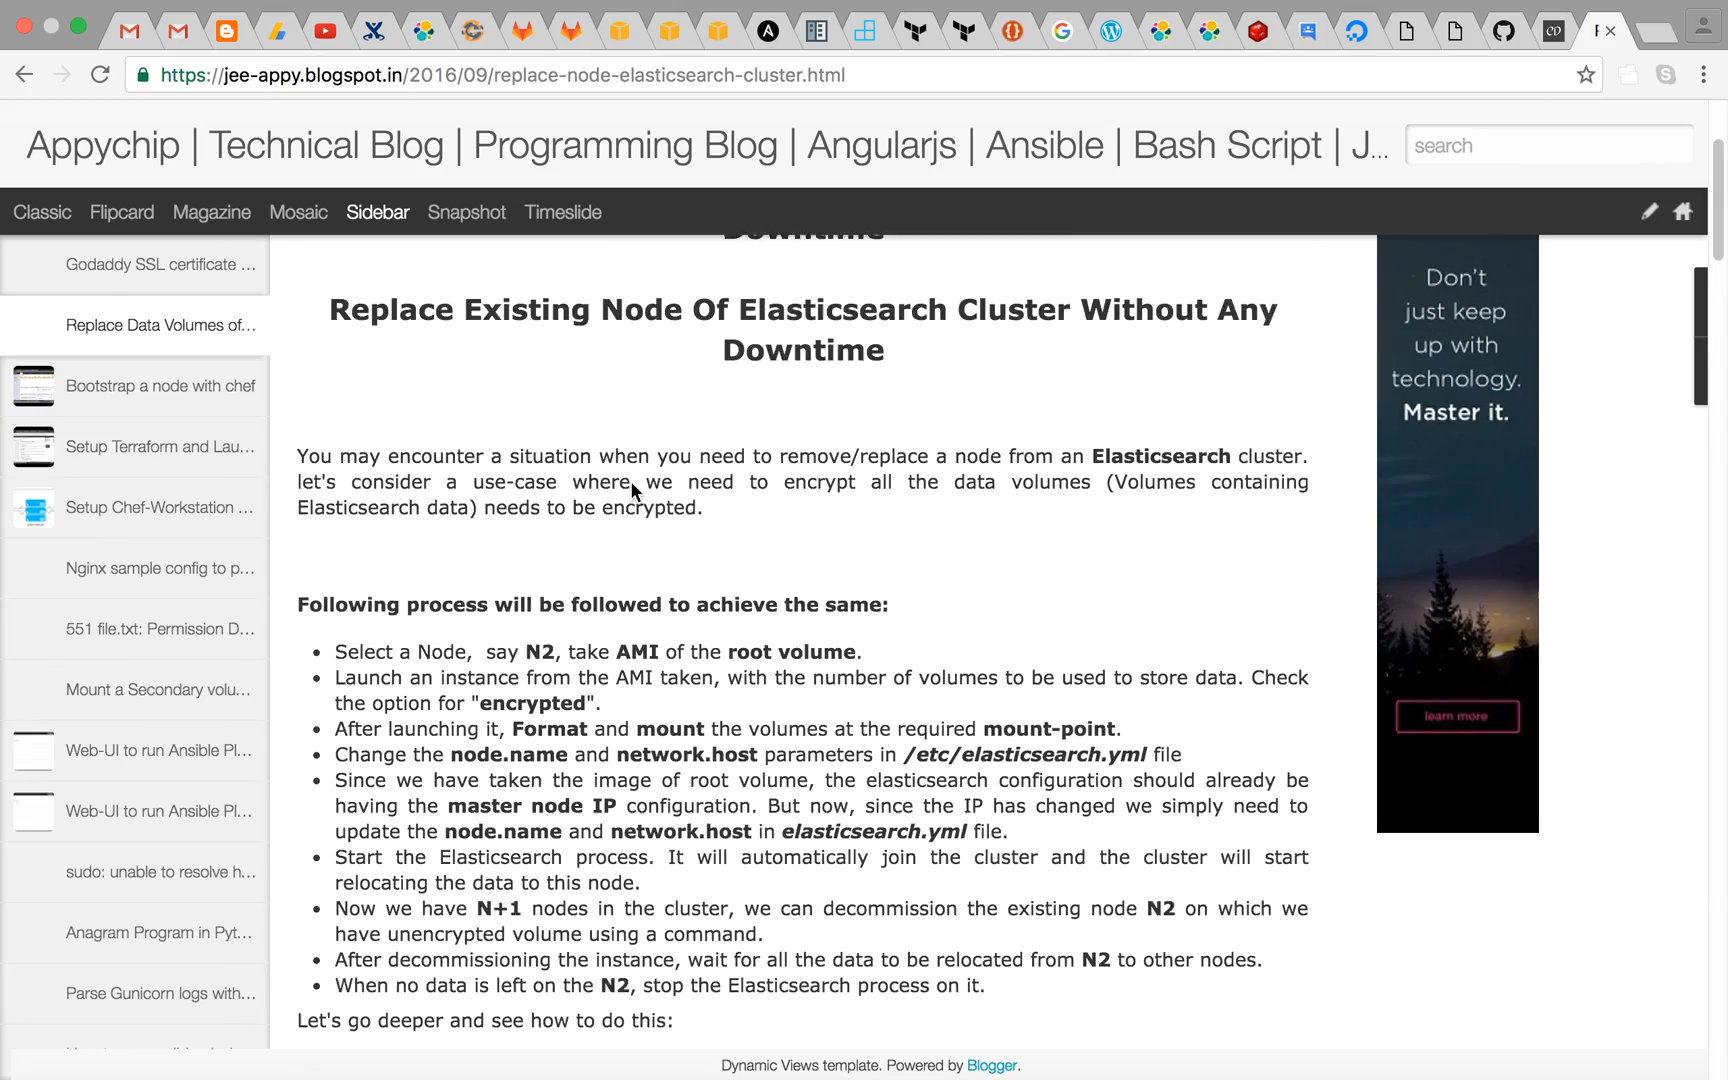 https://jee-appy.blogspot.in/2016/09/replace-node-elasticsearch-cluster.html
Appychip | Technical Blog | Programming Blog | Angularjs | Ansible | Bash Script | J...
search
Classic Flipcard Magazine Mosaic Sidebar Snapshot Timeslide
Downtime
Godaddy SSL certificate ...
Replace Data Volumes of...
Bootstrap a node with chef
Setup Terraform and Lau...
Setup Chef-Workstation ...
Nginx sample config to p...
551 file.txt: Permission D...
Mount a Secondary volu...
Web-UI to run Ansible Pl...
Web-UI to run Ansible Pl...
sudo: unable to resolve h...
Anagram Program in Pyt...
Parse Gunicorn logs with...
Replace Existing Node Of Elasticsearch Cluster Without Any
Downtime
You may encounter a situation when you need to remove/replace a node from an Elasticsearch cluster.
let's consider a use-case where we need to encrypt all the data volumes (Volumes containing
Elasticsearch data) needs to be encrypted.
Following process will be followed to achieve the same:
• Select a Node, say N2, take AMI of the root volume.
• Launch an instance from the AMI taken, with the number of volumes to be used to store data. Check
the option for "encrypted".
• After launching it, Format and mount the volumes at the required mount-point.
• Change the node.name and network.host parameters in /etc/elasticsearch.yml file
• Since we have taken the image of root volume, the elasticsearch configuration should already be
having the master node IP configuration. But now, since the IP has changed we simply need to
update the node.name and network.host in elasticsearch.yml file.
• Start the Elasticsearch process. It will automatically join the cluster and the cluster will start
relocating the data to this node.
• Now we have N+1 nodes in the cluster, we can decommission the existing node N2 on which we
have unencrypted volume using a command.
• After decommissioning the instance, wait for all the data to be relocated from N2 to other nodes.
• When no data is left on the N2, stop the Elasticsearch process on it.
Let's go deeper and see how to do this:
Don't
just keep
up with
technology.
Master it.
learn more
Dynamic Views template. Powered by Blogger.